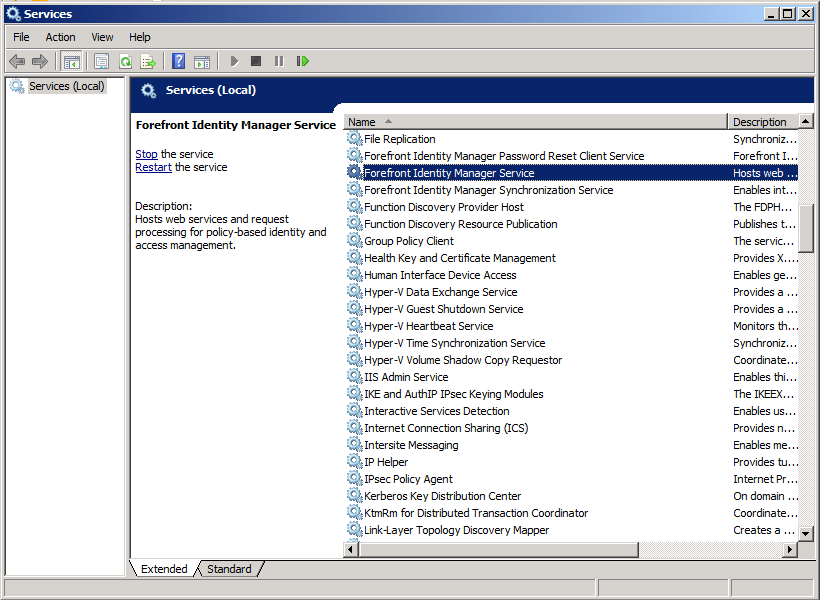 Services
File Action View Help
Services (Local)
Services (Local)
Forefront Identity Manager Service
Stop the service
Restart the service
Description:
Hosts web services and request
processing for policy-based identity and
access management.
Name Description
File Replication Synchroniz...
Forefront Identity Manager Password Reset Client Service Forefront I...
Forefront Identity Manager Service Hosts web ...
Forefront Identity Manager Synchronization Service Enables int...
Function Discovery Provider Host The FDPH...
Function Discovery Resource Publication Publishes t...
Group Policy Client The servic...
Health Key and Certificate Management Provides X....
Human Interface Device Access Enables ge...
Hyper-V Data Exchange Service Provides a ...
Hyper-V Guest Shutdown Service Provides a ...
Hyper-V Heartbeat Service Monitors th...
Hyper-V Time Synchronization Service Synchroniz...
Hyper-V Volume Shadow Copy Requestor Coordinate...
IIS Admin Service Enables thi...
IKE and AuthIP IPsec Keying Modules The IKEEX...
Interactive Services Detection Enables us...
Internet Connection Sharing (ICS) Provides n...
Intersite Messaging Enables me...
IP Helper Provides tu...
IPsec Policy Agent Internet Pr...
Kerberos Key Distribution Center On domain ...
KtmRm for Distributed Transaction Coordinator Coordinate...
Link-Layer Topology Discovery Mapper Creates a ...
Extended Standard